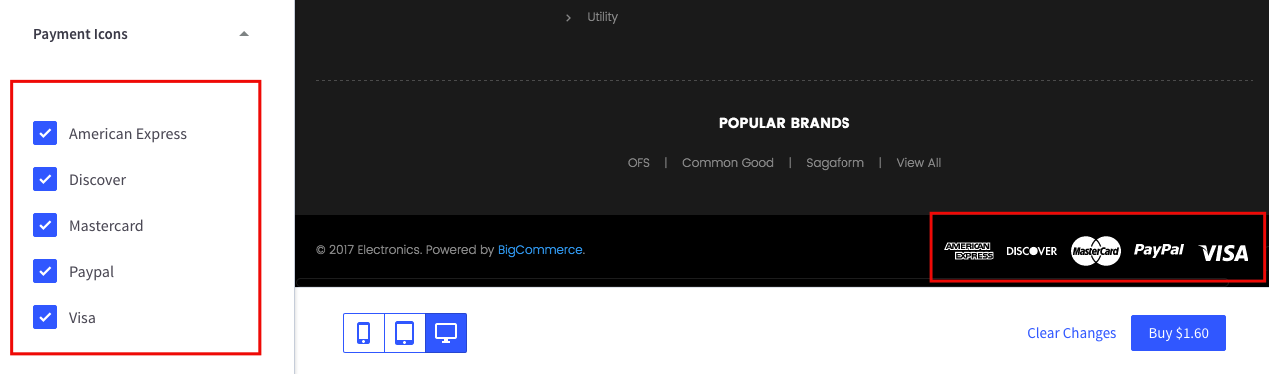 Payment Icons
American Express
Discover
Mastercard
Paypal
Visa
Utility
POPULAR BRANDS
OFS | Common Good | Sagaform | View All
© 2017 Electronics. Powered by BigCommerce.
AMERICAN EXPRESS
DISCOVER
MasterCard
PayPal
VISA
Clear Changes
Buy $1.60